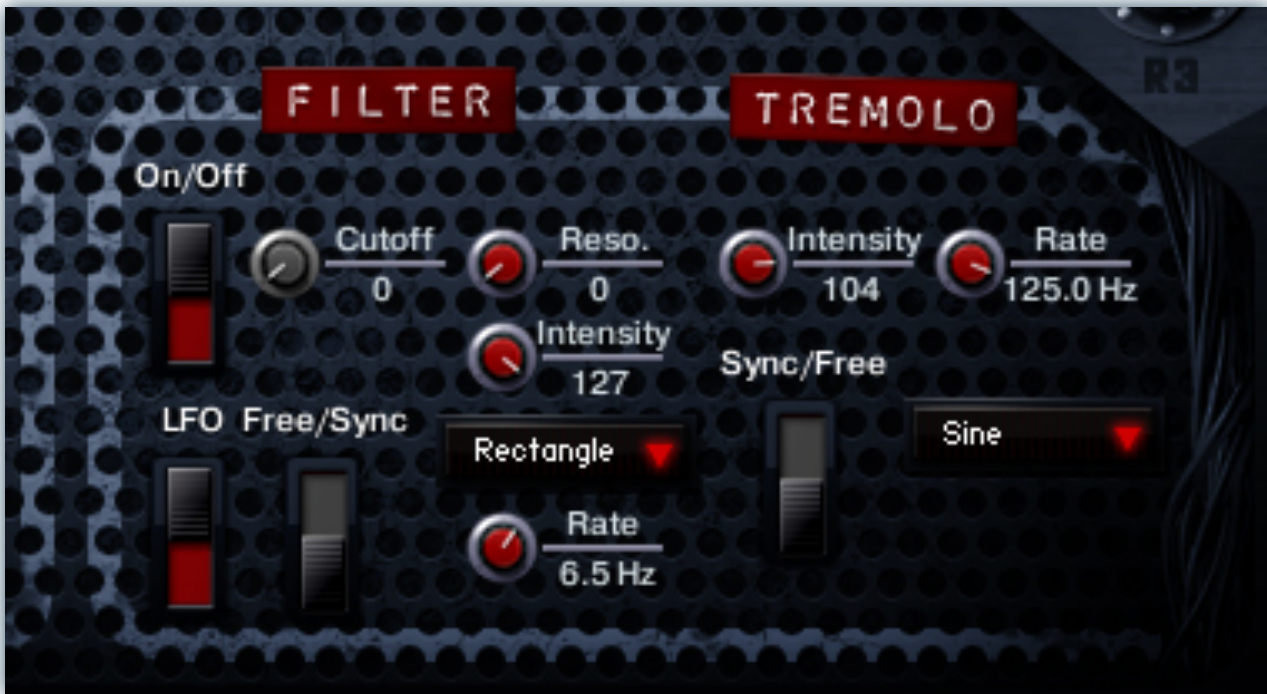 R3
FILTER
TREMOLO
On/Off
Cutoff
0
Reso.
0
Intensity
104
Rate
125.0 Hz
Intensity
127
Sync/Free
LFO Free/Sync
Rectangle
Sine
Rate
6.5 Hz